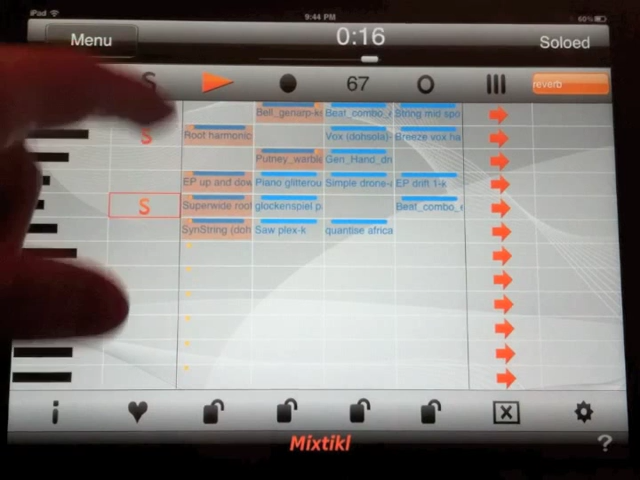 iPad
9:44 PM
60%
Menu
0:16
Soloed
S
67
reverb
Bell_genarp-k
Beat_combo_
String mid spo
S
Root harmonic
Vox (dohsola)-
Breeze vox ha
Putney_warble
Gen_Hand_dr
EP up and dow
Piano glitterou
Simple drone-
EP drift 1-k
S
Superwide root
glockenspiel p
Beat_combo_
SynString (doh
Saw plex-k
quantise africa
i
X
Mixtikl
?